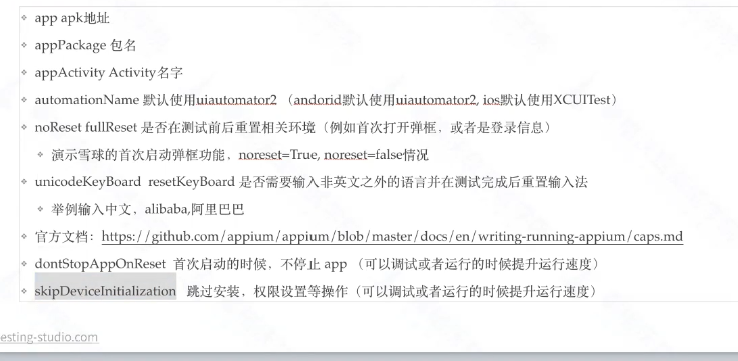 app apk地址
appPackage 包名
appActivity Activity名字
automationName 默认使用uiautomator2 （andorid默认使用uiautomator2, ios默认使用XCUITest）
noReset fullReset 是否在测试前后重置相关环境（例如首次打开弹框，或者是登录信息）
演示雪球的首次启动弹框功能，noreset=True, noreset=false情况
unicodeKeyBoard resetKeyBoard 是否需要输入非英文之外的语言并在测试完成后重置输入法
举例输入中文，alibaba,阿里巴巴
官方文档：https://github.com/appium/appium/blob/master/docs/en/writing-running-appium/caps.md
dontStopAppOnReset 首次启动的时候，不停止 app （可以调试或者运行的时候提升运行速度）
skipDeviceInitialization 跳过安装，权限设置等操作（可以调试或者运行的时候提升运行速度）
esting-studio.com